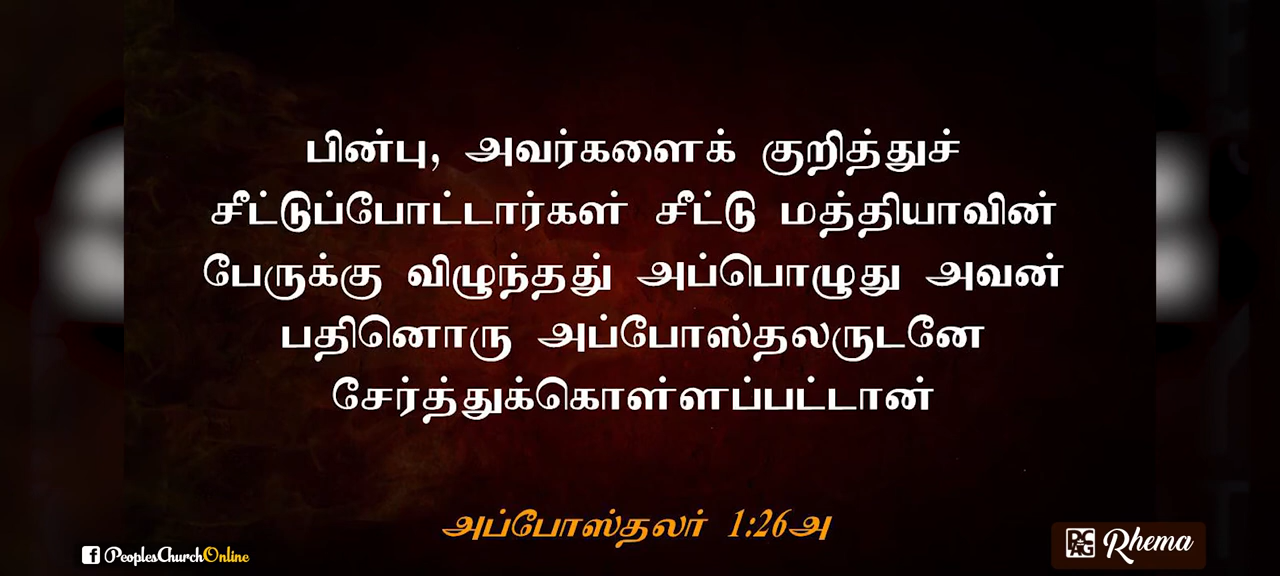 பின்பு, அவர்களைக் குறித்துச்
சீட்டுப்போட்டார்கள் சீட்டு மத்தியாவின்
பேருக்கு விழுந்தது் அப்பொழுது அவன்
பதினொரு அப்போஸ்தலருடனே
சேர்த்துக்கொள்ளப்பட்டான்
அப்போஸ்தலர் 1:26அ
f PeoplesChurchOnline
PCAG Rhema